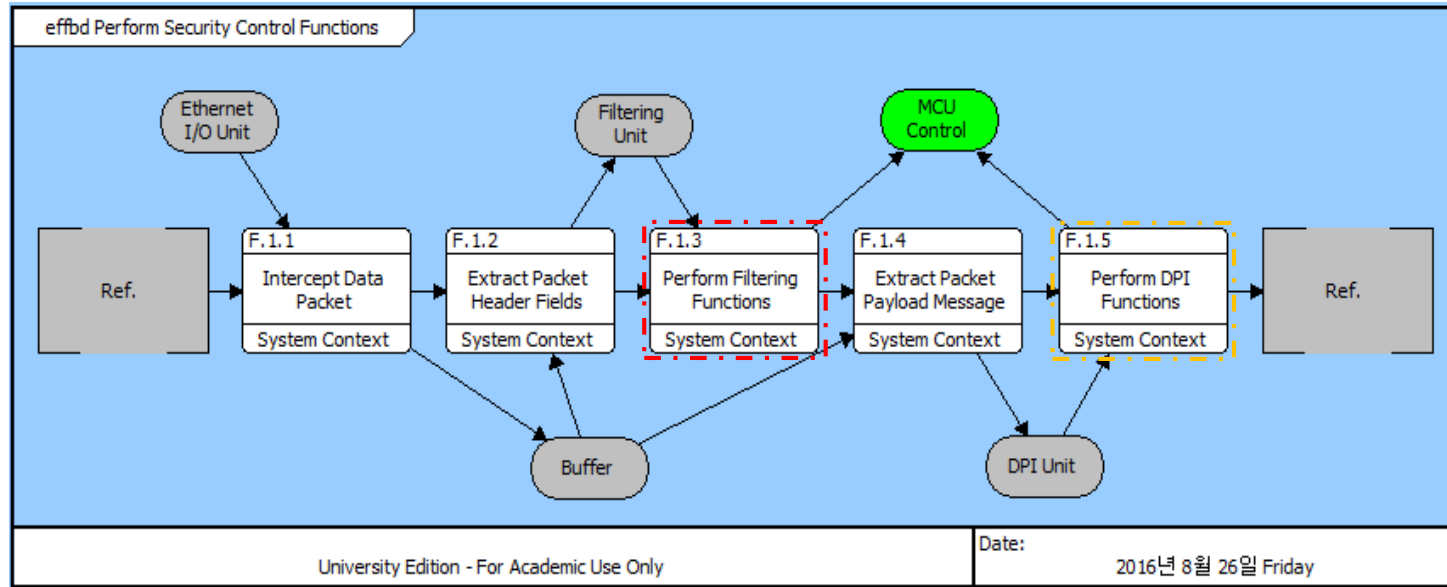 effbd Perform Security Control Functions
Ethernet
I/O Unit
Filtering
Unit
MCU
Control
Ref.
F.1.1
Intercept Data
Packet
System Context
F.1.2
Extract Packet
Header Fields
System Context
F.1.3
Perform Filtering
Functions
System Context
F.1.4
Extract Packet
Payload Message
System Context
F.1.5
Perform DPI
Functions
System Context
Ref.
Buffer
DPI Unit
University Edition - For Academic Use Only
Date:
2016년 8월 26일 Friday